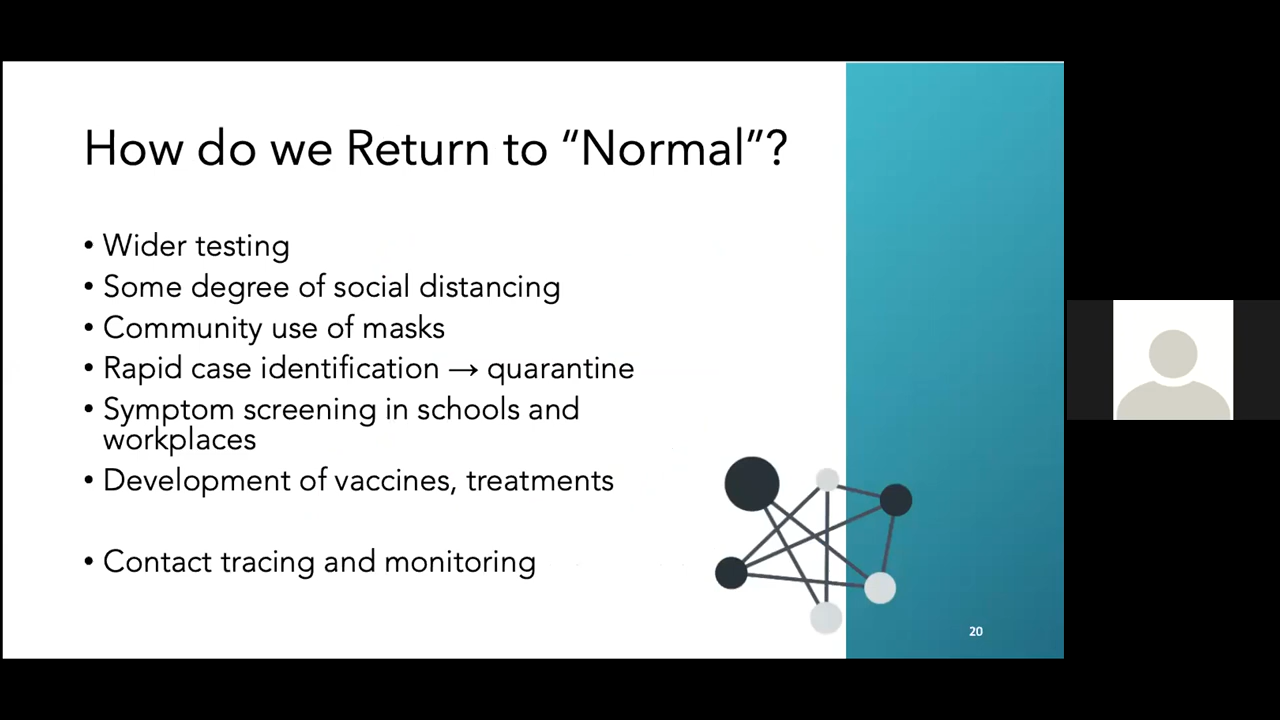 How do we Return to “Normal”?
• Wider testing
• Some degree of social distancing
• Community use of masks
• Rapid case identification → quarantine
• Symptom screening in schools and
workplaces
• Development of vaccines, treatments
• Contact tracing and monitoring
20